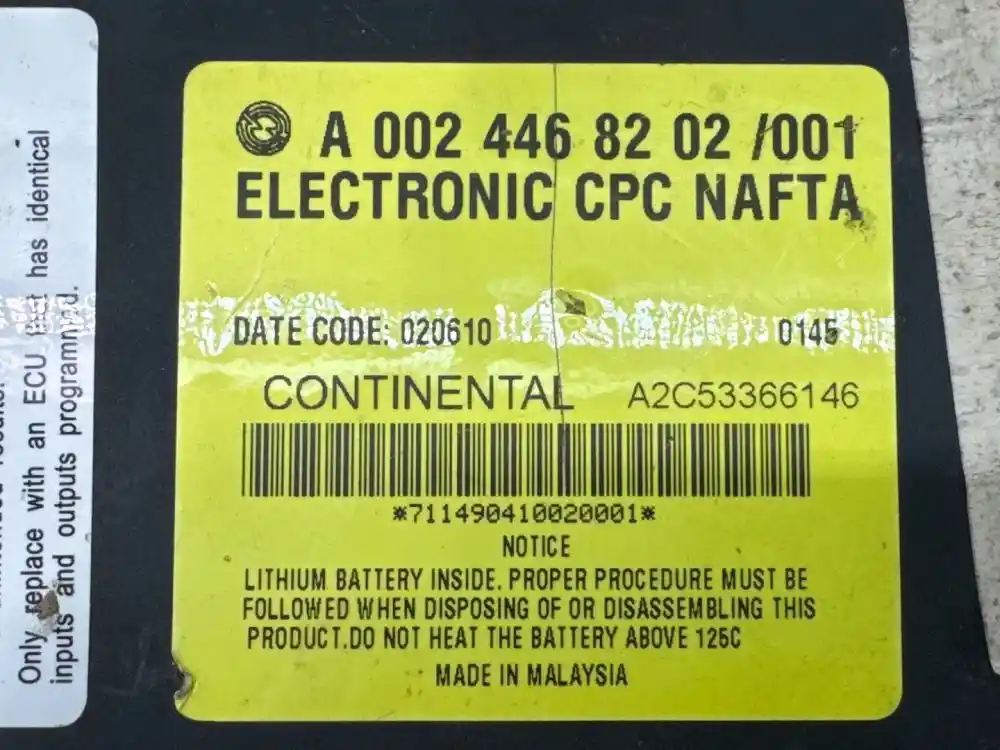 Only replace with an ECU that has identical
inputs and outputs programmed.
A 002 446 82 02 /001
ELECTRONIC CPC NAFTA
DATE CODE: 020610 0145
CONTINENTAL A2C53366146
*711490410020001*
NOTICE
LITHIUM BATTERY INSIDE. PROPER PROCEDURE MUST BE
FOLLOWED WHEN DISPOSING OF OR DISASSEMBLING THIS
PRODUCT.DO NOT HEAT THE BATTERY ABOVE 125C
MADE IN MALAYSIA